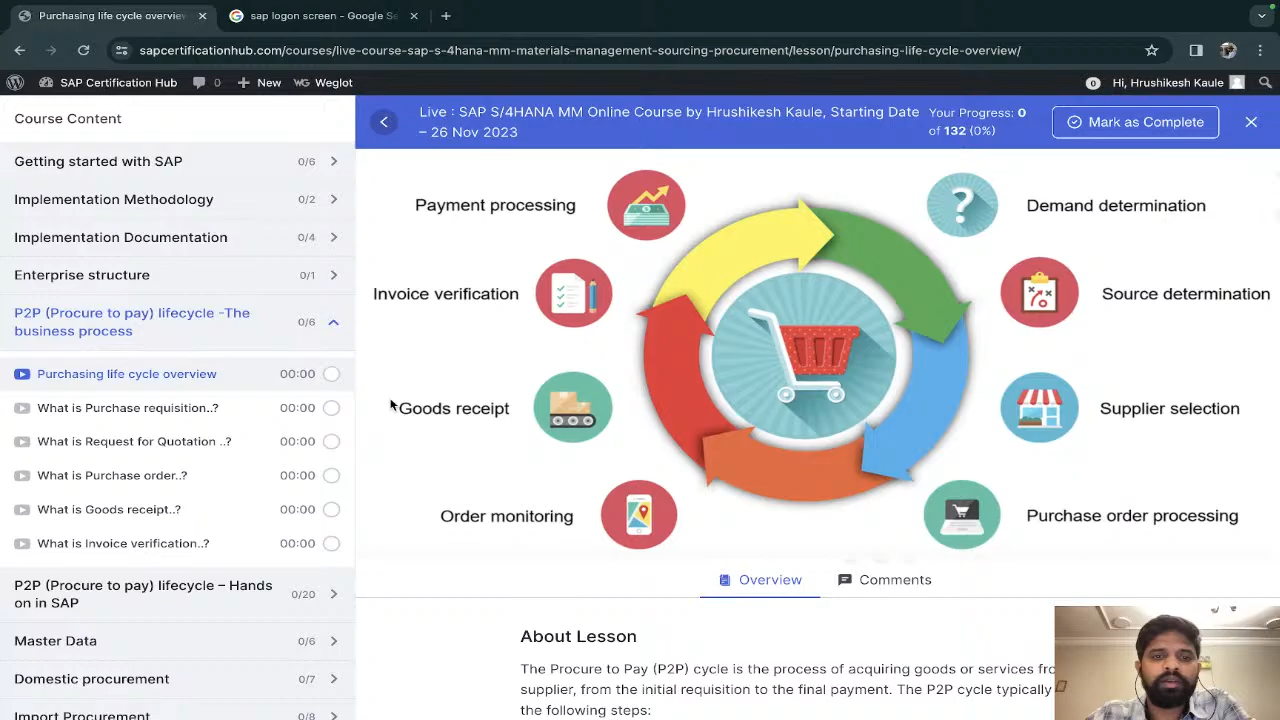 Purchasing life cycle overview
sap logon screen - Google Se
sapcertificationhub.com/courses/live-course-sap-s-4hana-mm-materials-management-sourcing-procurement/lesson/purchasing-life-cycle-overview/
SAP Certification Hub
0
New
WG Weglot
0
Hi, Hrushikesh Kaule
Course Content
Getting started with SAP 0/6
Implementation Methodology 0/2
Implementation Documentation 0/4
Enterprise structure 0/1
P2P (Procure to pay) lifecycle -The
business process
0/6
Purchasing life cycle overview 00:00
What is Purchase requisition..? 00:00
What is Request for Quotation ..? 00:00
What is Purchase order..? 00:00
What is Goods receipt..? 00:00
What is Invoice verification..? 00:00
P2P (Procure to pay) lifecycle – Hands
on in SAP
0/20
Master Data 0/6
Domestic procurement 0/7
Import Procurement 0/8
Live : SAP S/4HANA MM Online Course by Hrushikesh Kaule, Starting Date
– 26 Nov 2023
Your Progress: 0
of 132 (0%)
Mark as Complete
Payment processing
Demand determination
Invoice verification
Source determination
Goods receipt
Supplier selection
Order monitoring
Purchase order processing
Overview
Comments
About Lesson
The Procure to Pay (P2P) cycle is the process of acquiring goods or services
supplier, from the initial requisition to the final payment. The P2P cycle typically
the following steps: